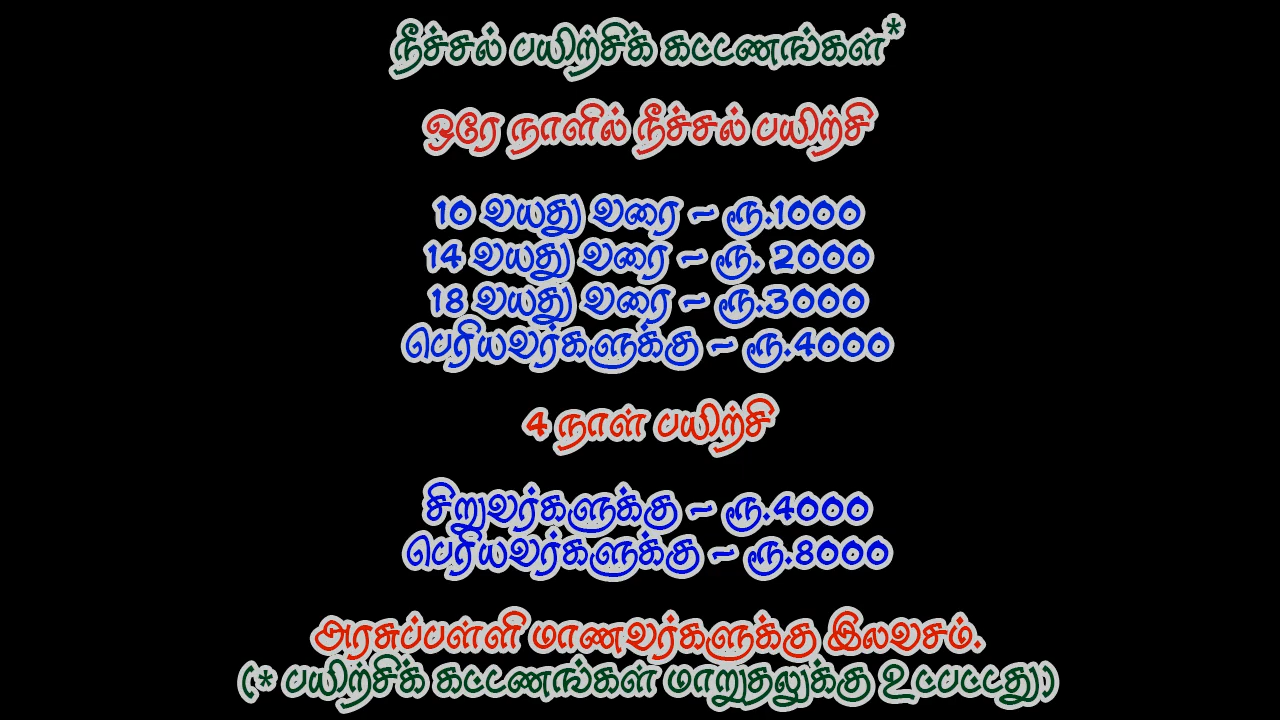 நீச்சல் பயிற்சிக் கட்டணங்கள்*
ஒரே நாளில் நீச்சல் பயிற்சி
10 வயது வரை - ரூ.1000
14 வயது வரை - ரூ. 2000
18 வயது வரை - ரூ.3000
பெரியவர்களுக்கு - ரூ.4000
4 நாள் பயிற்சி
சிறுவர்களுக்கு - ரூ.4000
பெரியவர்களுக்கு - ரூ.8000
அரசுப்பள்ளி மாணவர்களுக்கு இலவசம்.
(* பயிற்சிக் கட்டணங்கள் மாறுதலுக்கு உட்பட்டது)